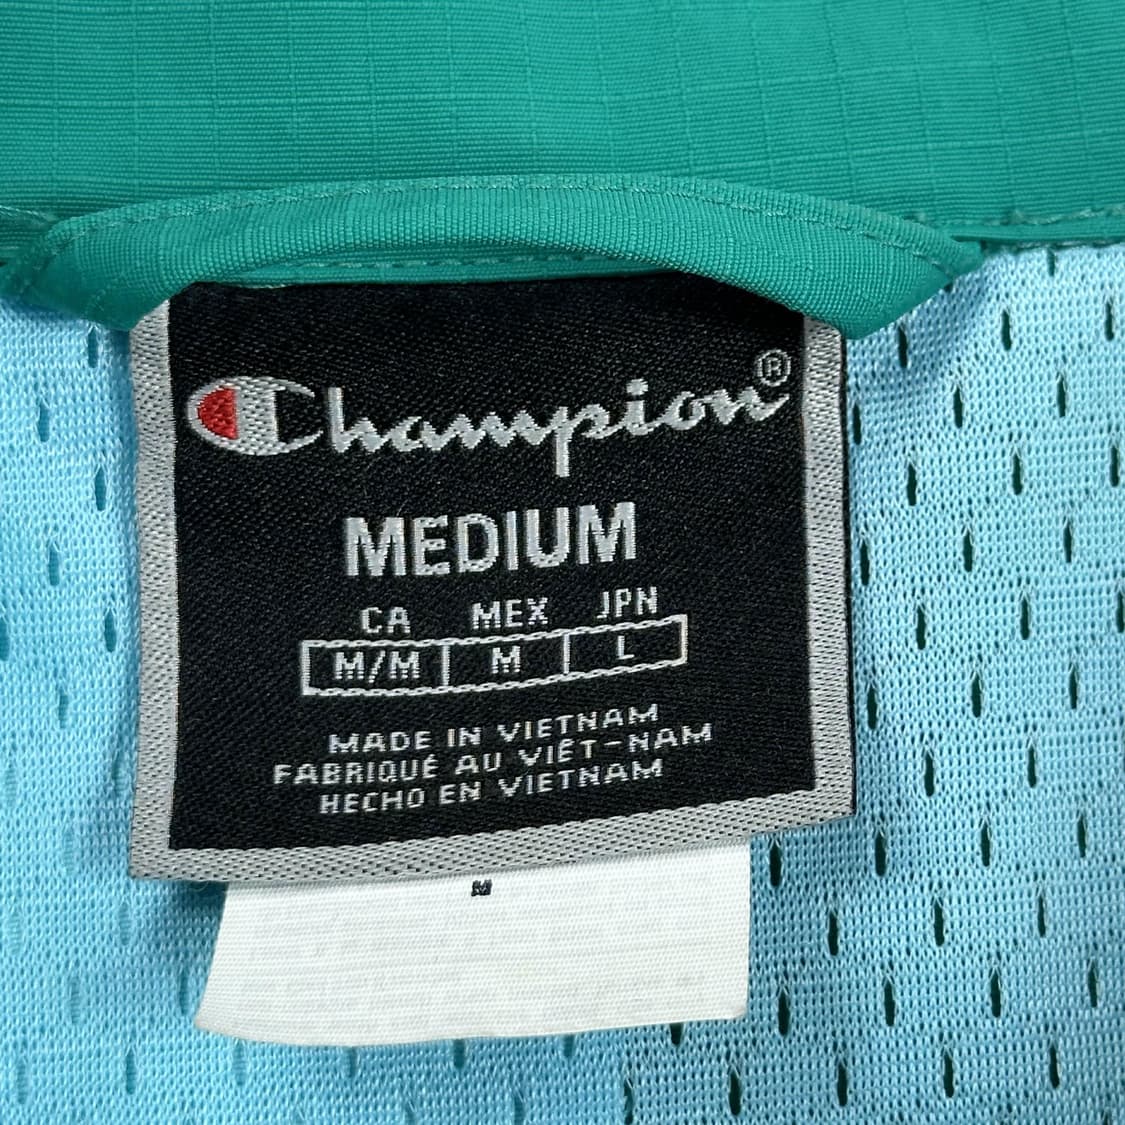 Champion®
MEDIUM
CA MEX JPN
M/M M L
MADE IN VIETNAM
FABRIQUÉ AU VIÊT-NAM
HECHO EN VIETNAM
M